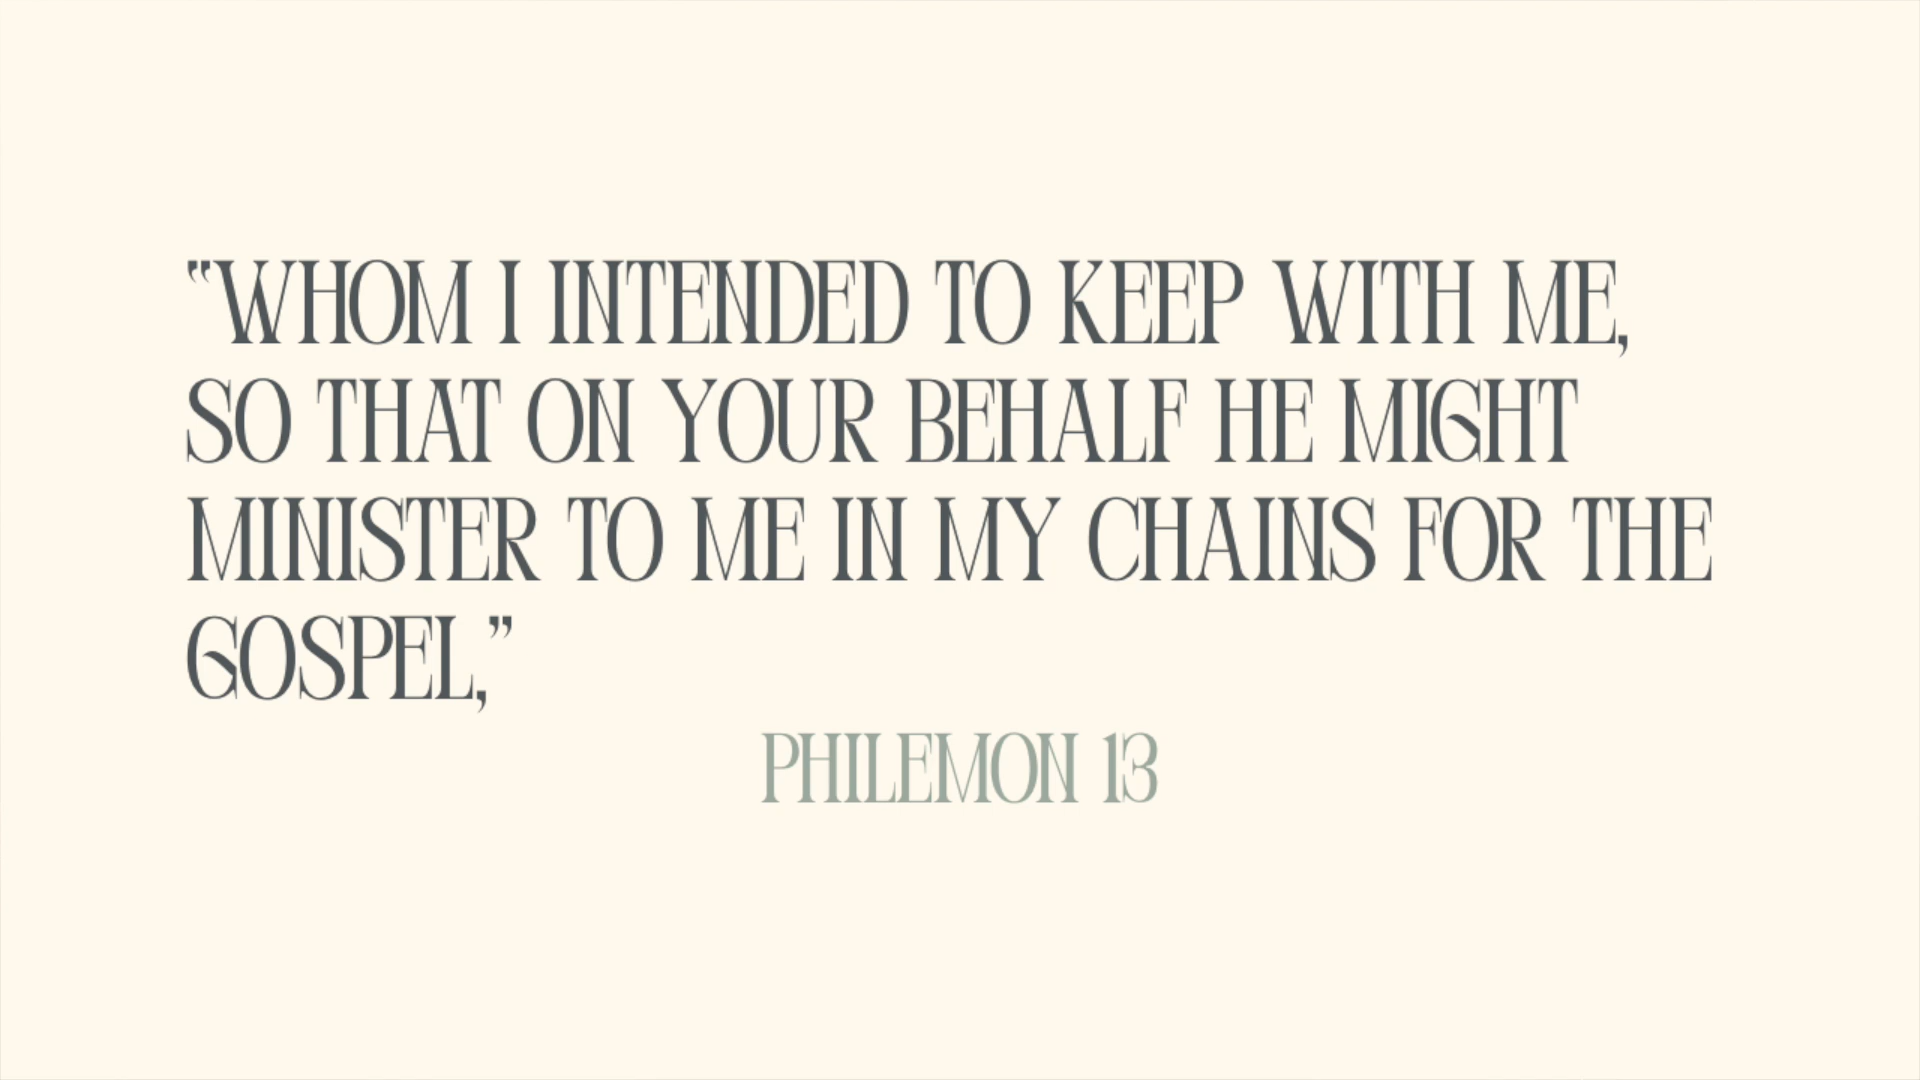 “WHOM I INTENDED TO KEEP WITH ME,
SO THAT ON YOUR BEHALF HE MIGHT
MINISTER TO ME IN MY CHAINS FOR THE
GOSPEL,”
PHILEMON 13